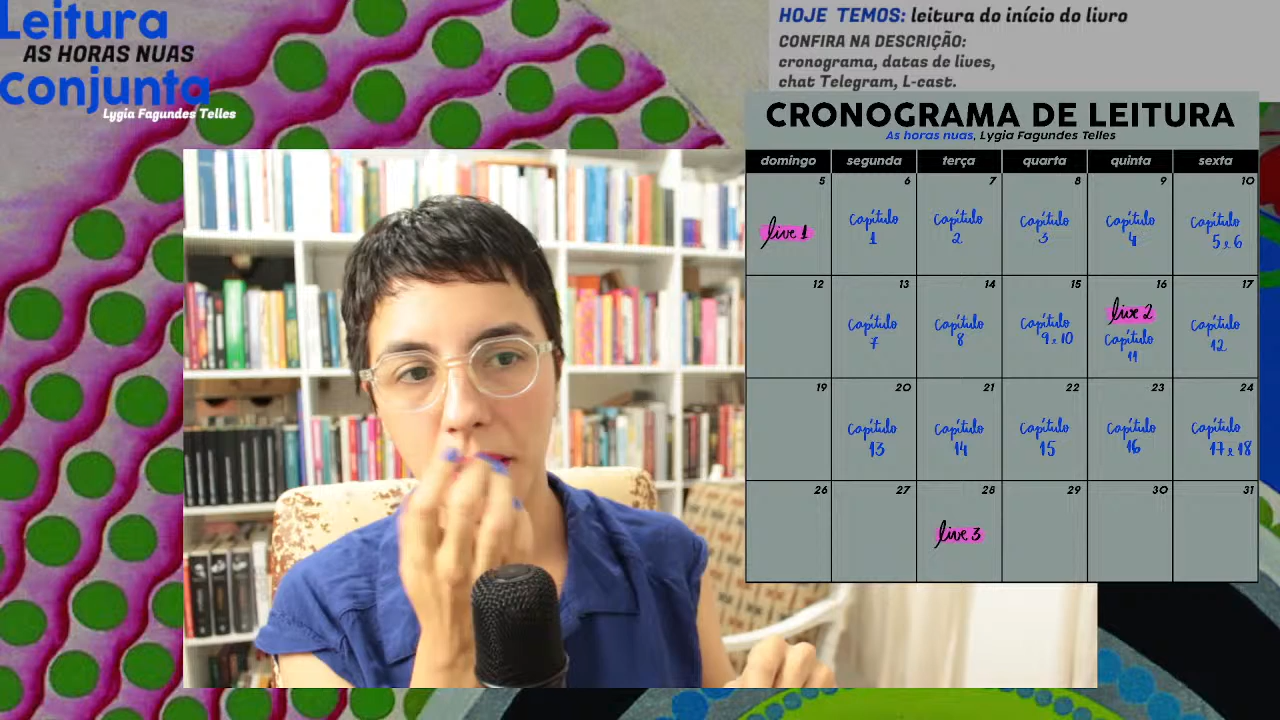 Leitura
AS HORAS NUAS
Conjunta
Lygia Fagundes Telles
HOJE TEMOS: leitura do início do livro
CONFIRA NA DESCRIÇÃO:
cronograma, datas de lives,
chat Telegram, L-cast.
CRONOGRAMA DE LEITURA
As horas nuas, Lygia Fagundes Telles
domingo segunda terça quarta quinta sexta
5 6 7 8 9 10
live 1 Capítulo 1 Capítulo 2 Capítulo 3 Capítulo 4 Capítulo 5 e 6
12 13 14 15 16 17
Capítulo 7 Capítulo 8 Capítulo 9 e 10 live 2 Capítulo 11 Capítulo 12
19 20 21 22 23 24
Capítulo 13 Capítulo 14 Capítulo 15 Capítulo 16 Capítulo 17 e 18
26 27 28 29 30 31
live 3